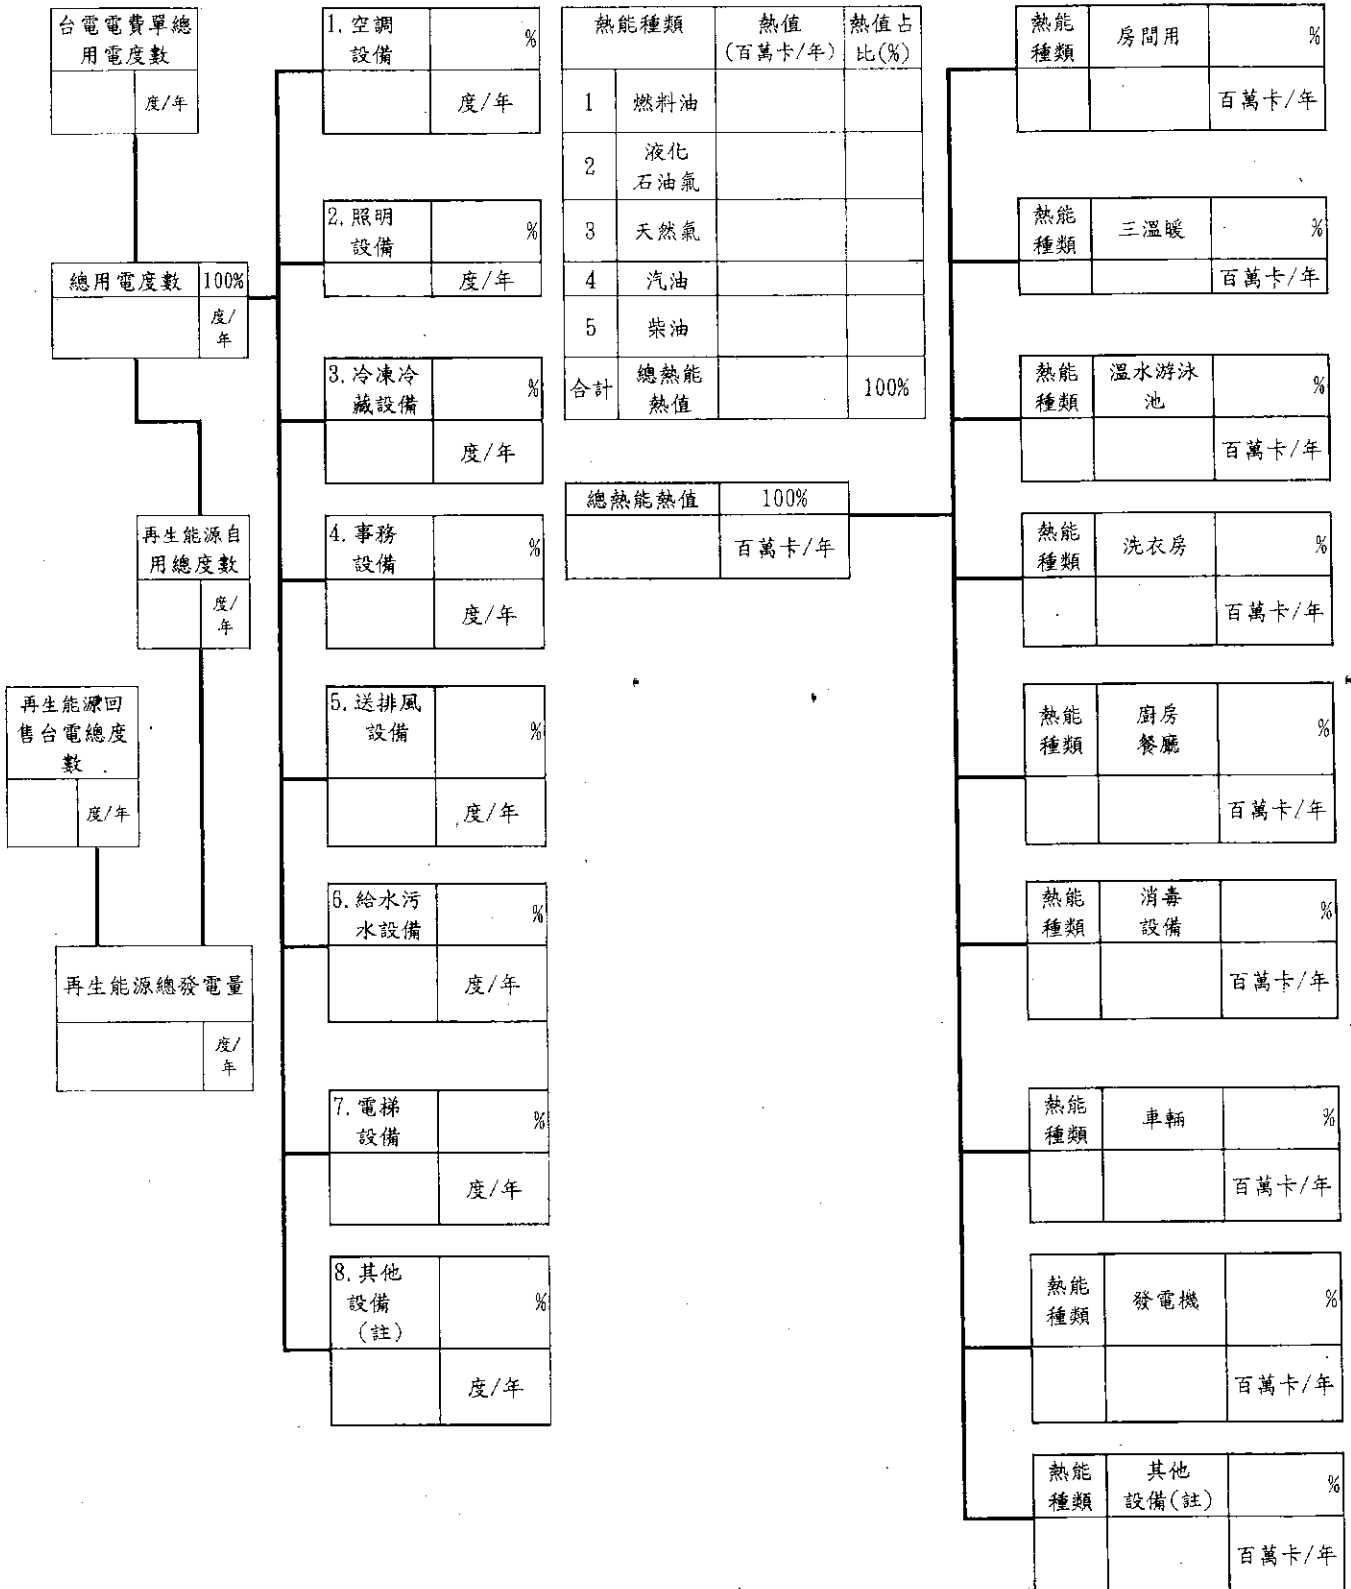 台電電費單總
用電度數
度/年
總用電度數 100%
度/
年
再生能源自
用總度數
度/
年
再生能源回
售台電總度
數
度/年
再生能源總發電量
度/
年
1.空調
設備
%
度/年
2.照明
設備
%
度/年
3.冷凍冷
藏設備
%
度/年
4.事務
設備
%
度/年
5.送排風
設備
%
度/年
6.給水污
水設備
%
度/年
7.電梯
設備
%
度/年
8.其他
設備
(註)
%
度/年
熱能種類 熱值 熱值占
(百萬卡/年) 比(%)
1 燃料油
2 液化
石油氣
3 天然氣
4 汽油
5 柴油
合計 總熱能
熱值
100%
總熱能熱值 100%
百萬卡/年
熱能
種類
房間用
%
百萬卡/年
熱能
種類
三溫暖
%
百萬卡/年
熱能
種類
溫水游泳
池
%
百萬卡/年
熱能
種類
洗衣房
%
百萬卡/年
熱能
種類
廚房
餐廳
%
百萬卡/年
熱能
種類
消毒
設備
%
百萬卡/年
熱能
種類
車輛
%
百萬卡/年
熱能
種類
發電機
%
百萬卡/年
熱能
種類
其他
設備(註)
%
百萬卡/年